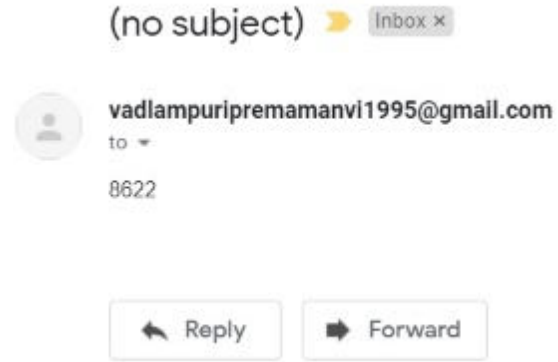 (no subject) Inbox ×
vadlampuripremamanvi1995@gmail.com
to
8622
Reply Forward